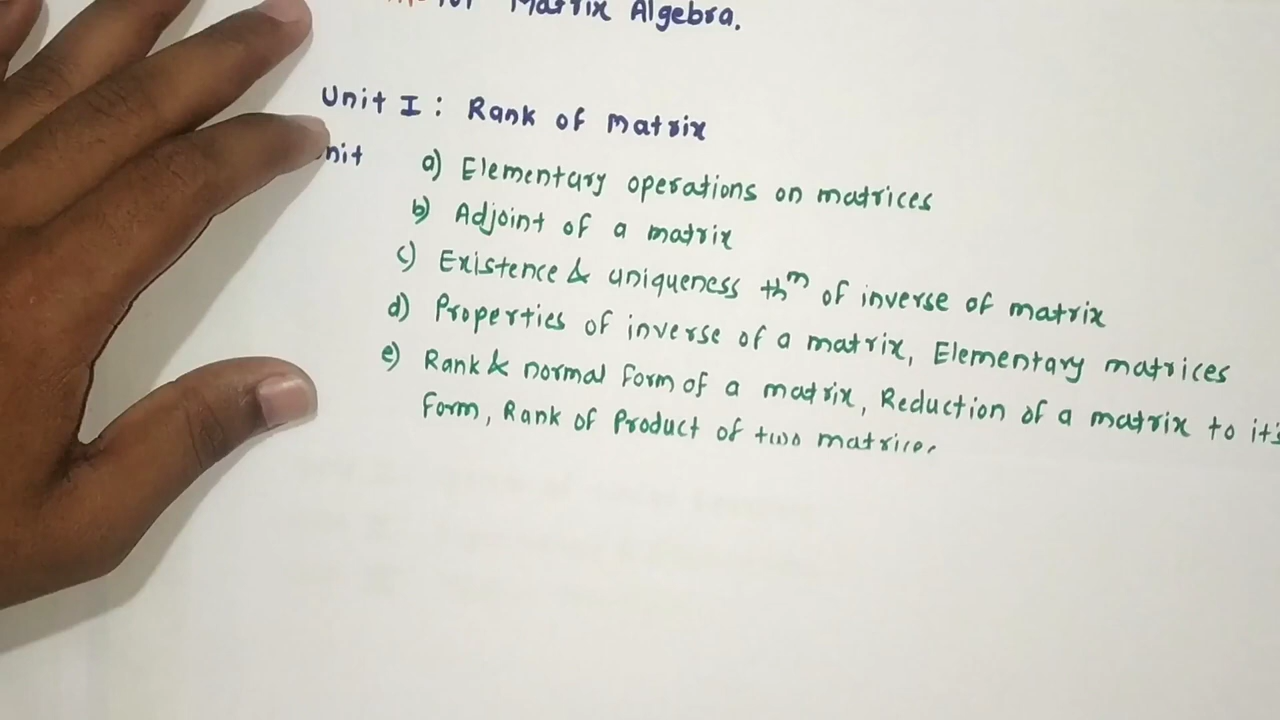 Matrix Algebra.
Unit I : Rank of matrix
nit
a) Elementary operations on matrices
b) Adjoint of a matrix
c) Existence & uniqueness thm of inverse of matrix
d) Properties of inverse of a matrix, Elementary matrices
e) Rank & normal form of a matrix, Reduction of a matrix to it's
form, Rank of Product of two matrices